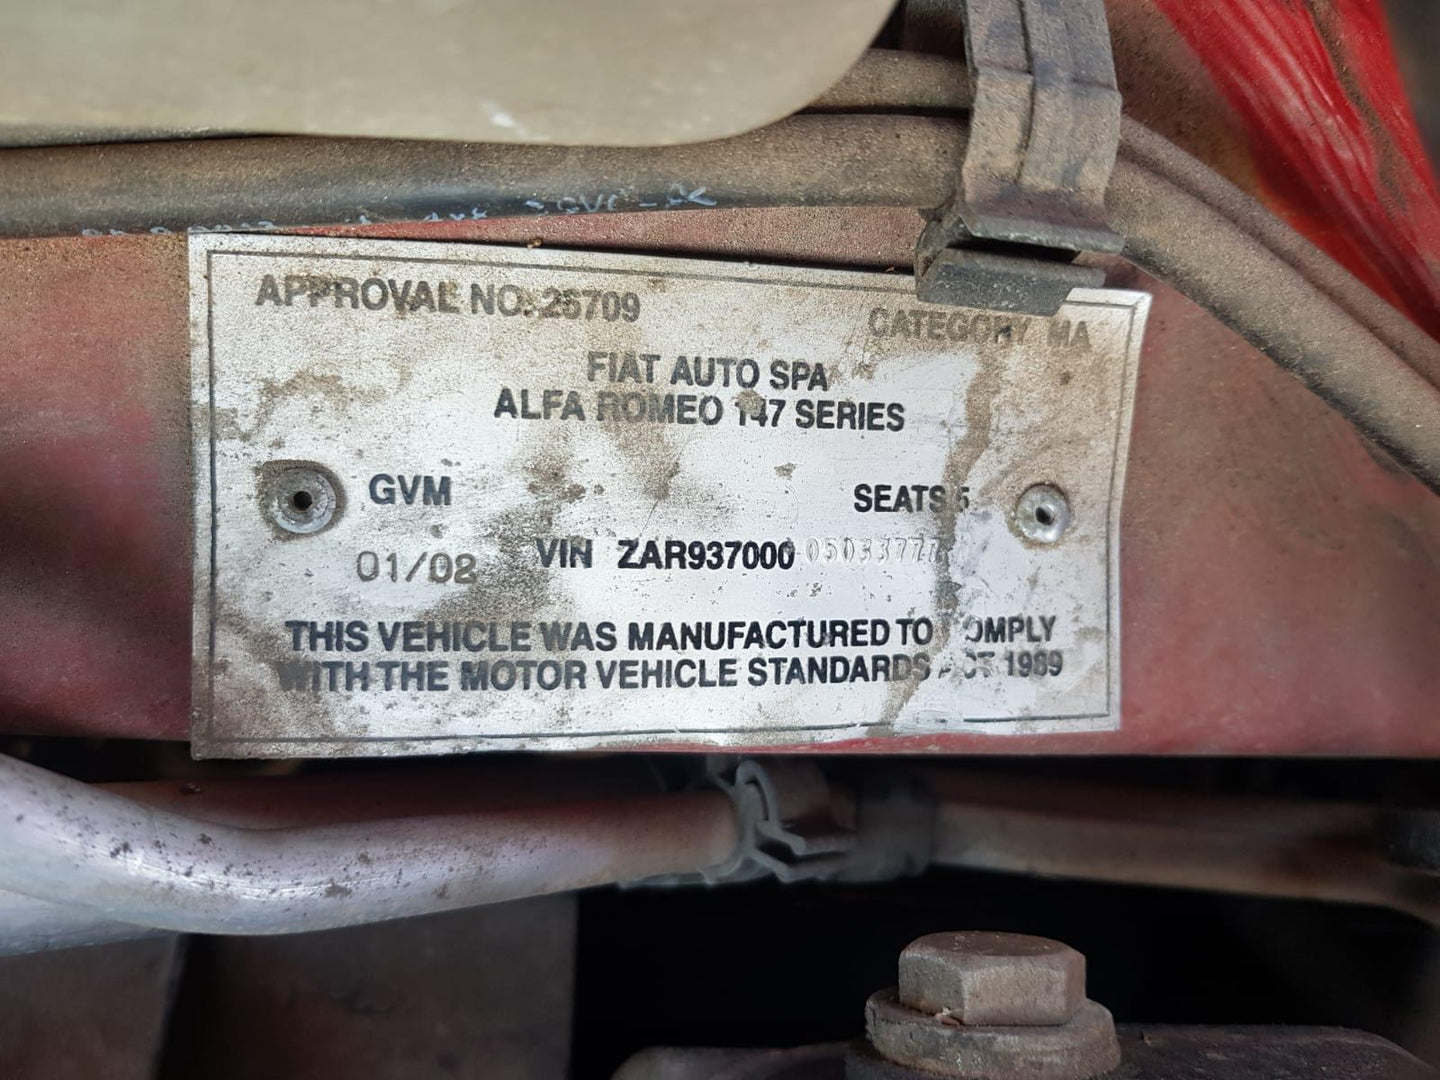 APPROVAL NO. 26709
CATEGORY MA
FIAT AUTO SPA
ALFA ROMEO 147 SERIES
GVM
SEATS 5
01/02
VIN ZAR937000
THIS VEHICLE WAS MANUFACTURED TO COMPLY
WITH THE MOTOR VEHICLE STANDARDS ACT 1989